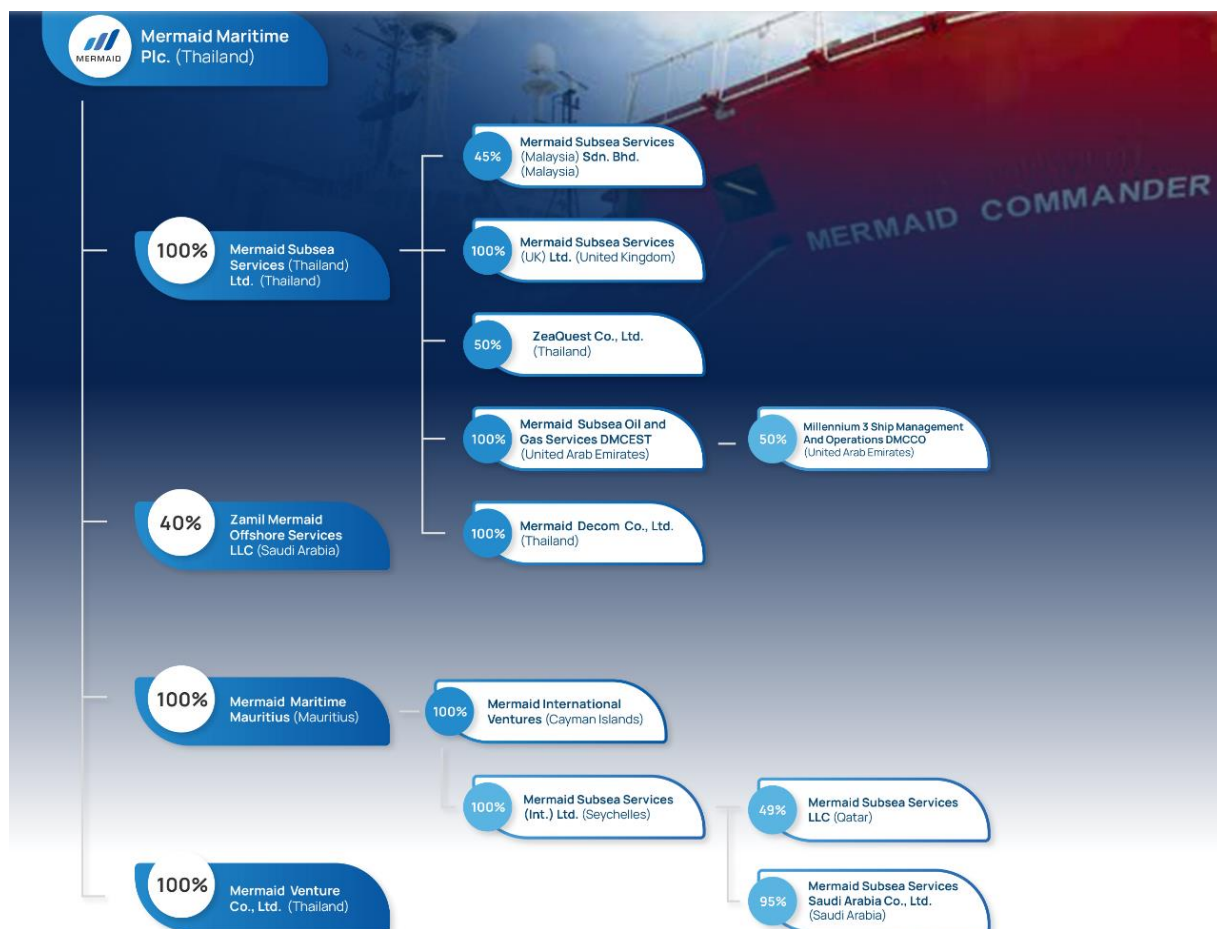 MERMAID
Mermaid Maritime
Plc. (Thailand)
MERMAID COMMANDER
100%
Mermaid Subsea
Services (Thailand)
Ltd. (Thailand)
45%
Mermaid Subsea Services
(Malaysia) Sdn. Bhd.
(Malaysia)
100%
Mermaid Subsea Services
(UK) Ltd. (United Kingdom)
50%
ZeaQuest Co., Ltd.
(Thailand)
100%
Mermaid Subsea Oil and
Gas Services DMCEST
(United Arab Emirates)
50%
Millennium 3 Ship Management
And Operations DMCCO
(United Arab Emirates)
100%
Mermaid Decom Co., Ltd.
(Thailand)
40%
Zamil Mermaid
Offshore Services
LLC (Saudi Arabia)
100%
Mermaid Maritime
Mauritius (Mauritius)
100%
Mermaid International
Ventures (Cayman Islands)
100%
Mermaid Subsea Services
(Int.) Ltd. (Seychelles)
49%
Mermaid Subsea Services
LLC (Qatar)
95%
Mermaid Subsea Services
Saudi Arabia Co., Ltd.
(Saudi Arabia)
100%
Mermaid Venture
Co., Ltd. (Thailand)